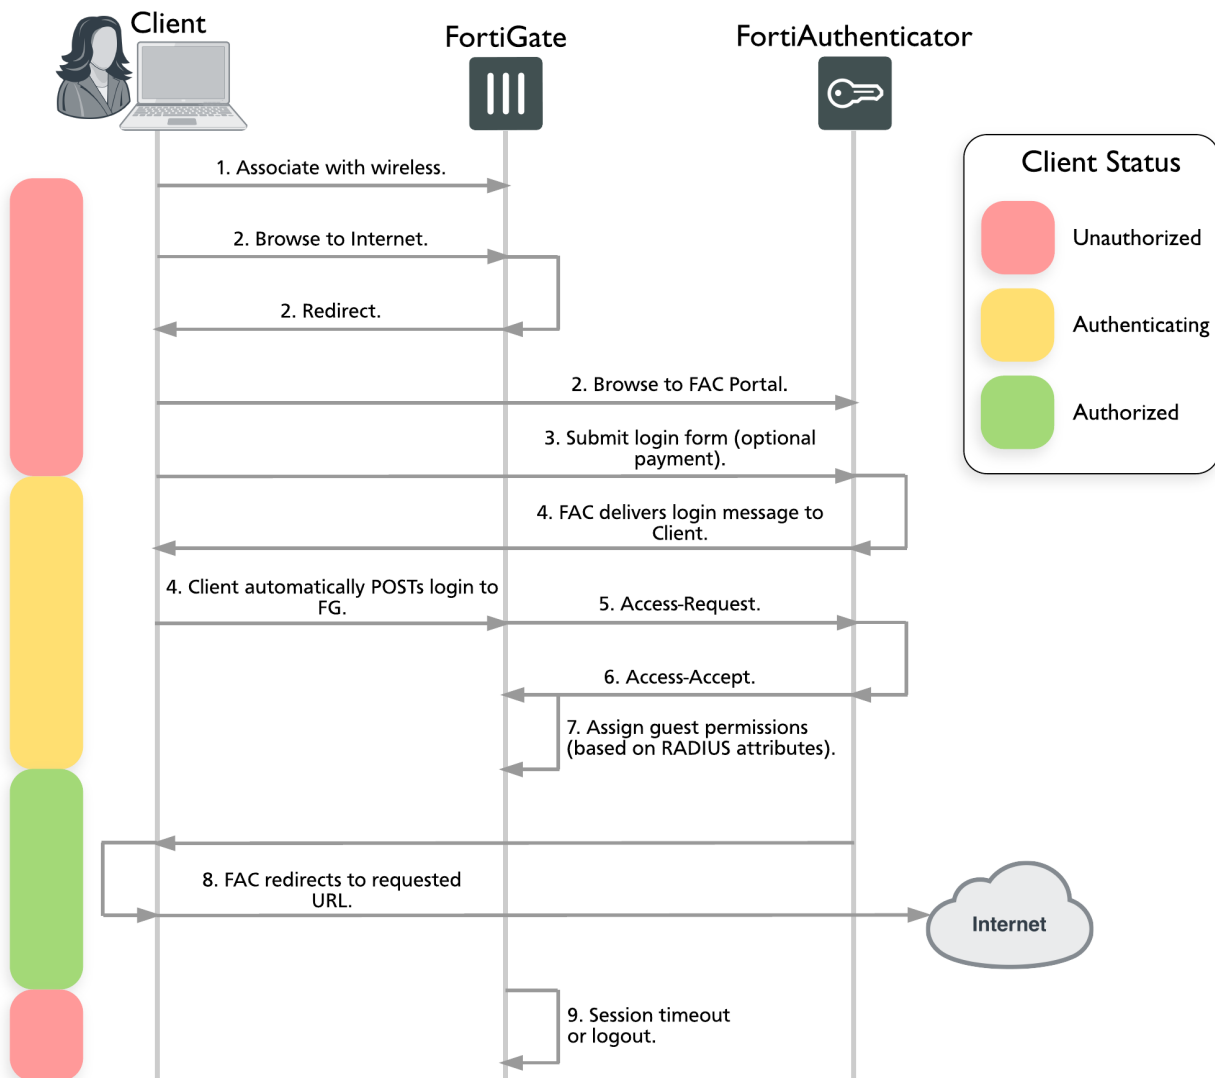 Client
FortiGate
FortiAuthenticator
1. Associate with wireless.
2. Browse to Internet.
2. Redirect.
2. Browse to FAC Portal.
3. Submit login form (optional
payment).
4. FAC delivers login message to
Client.
4. Client automatically POSTs login to
FG.
5. Access-Request.
6. Access-Accept.
7. Assign guest permissions
(based on RADIUS attributes).
8. FAC redirects to requested
URL.
Internet
9. Session timeout
or logout.
Client Status
Unauthorized
Authenticating
Authorized